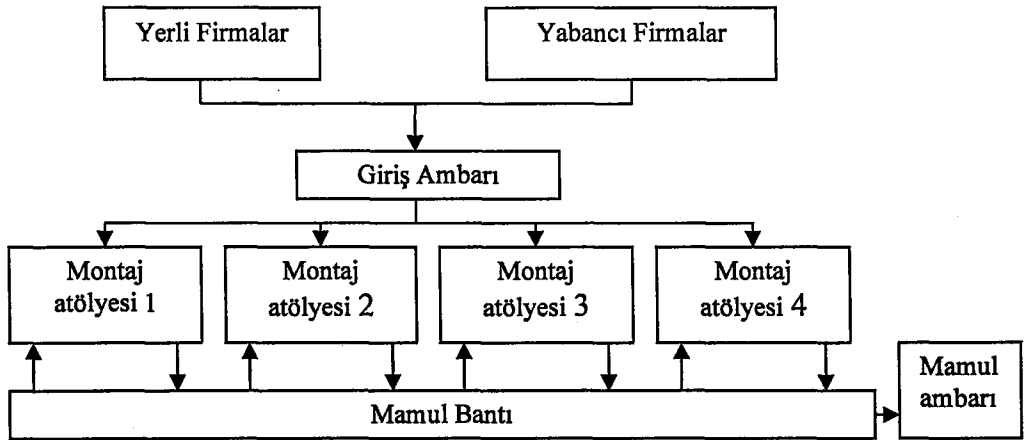 Yerli Firmalar
Yabancı Firmalar
Giriş Ambarı
Montaj
atölyesi 1
Montaj
atölyesi 2
Montaj
atölyesi 3
Montaj
atölyesi 4
Mamul Bantı
Mamul
ambarı